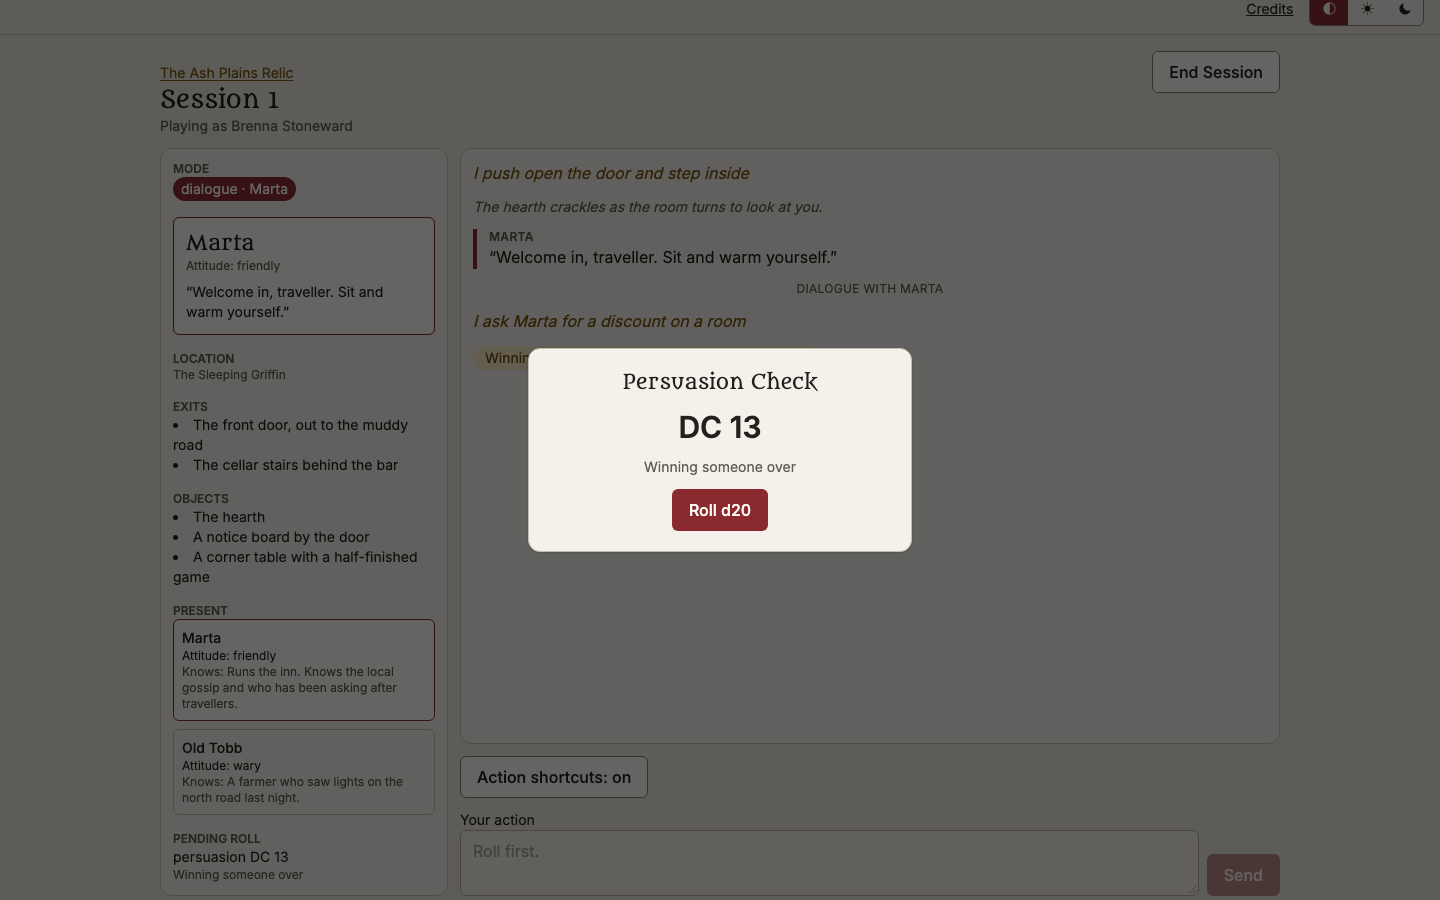 Credits
The Ash Plains Relic
Session 1
Playing as Brenna Stoneward
End Session
MODE
dialogue · Marta
Marta
Attitude: friendly
“Welcome in, traveller. Sit and
warm yourself.”
LOCATION
The Sleeping Griffin
EXITS
• The front door, out to the muddy
road
• The cellar stairs behind the bar
OBJECTS
• The hearth
• A notice board by the door
• A corner table with a half-finished
game
PRESENT
Marta
Attitude: friendly
Knows: Runs the inn. Knows the local
gossip and who has been asking after
travellers.
Old Tobb
Attitude: wary
Knows: A farmer who saw lights on the
north road last night.
PENDING ROLL
persuasion DC 13
Winning someone over
I push open the door and step inside
The hearth crackles as the room turns to look at you.
MARTA
“Welcome in, traveller. Sit and warm yourself.”
DIALOGUE WITH MARTA
I ask Marta for a discount on a room
Persuasion Check
DC 13
Winning someone over
Roll d20
Action shortcuts: on
Your action
Roll first.
Send